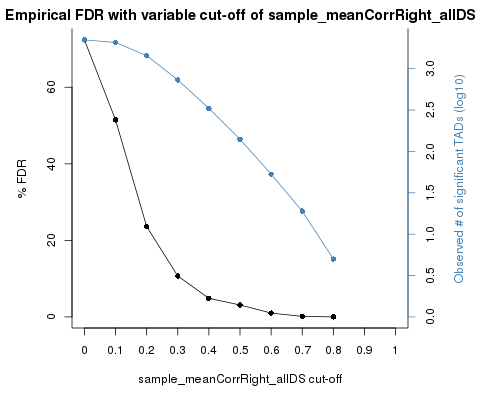 Empirical FDR with variable cut-off of sample_meanCorrRight_allDS
% FDR
60
40
20
0
3.0
2.5
2.0
1.5
1.0
0.5
0.0
Observed # of significant TADs (log10)
0 0.1 0.2 0.3 0.4 0.5 0.6 0.7 0.8 0.9 1
sample_meanCorrRight_allDS cut-off